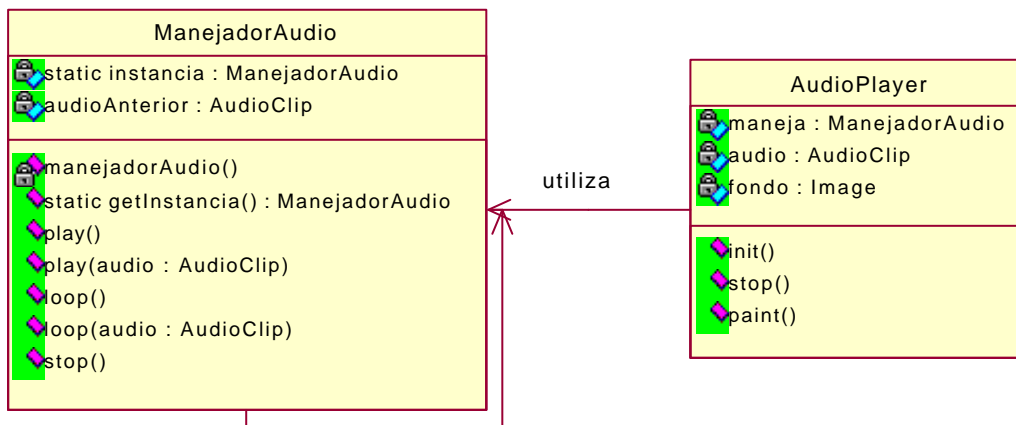 ManejadorAudio
static instancia : ManejadorAudio
audioAnterior : AudioClip
manejadorAudio()
static getInstancia() : ManejadorAudio
play()
play(audio : AudioClip)
loop()
loop(audio : AudioClip)
stop()
utiliza
AudioPlayer
maneja : ManejadorAudio
audio : AudioClip
fondo : Image
init()
stop()
paint()